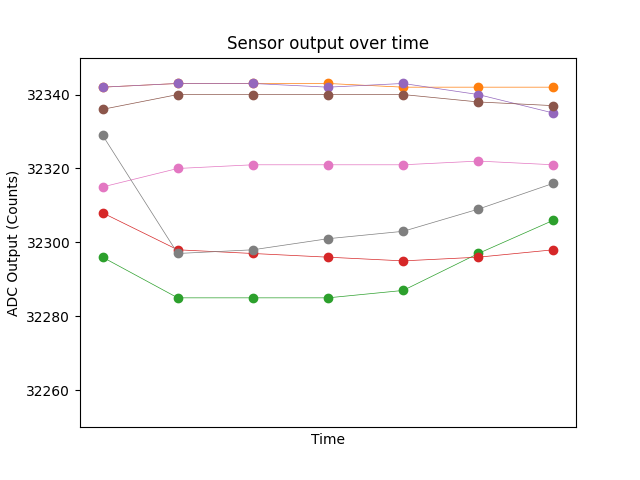 Sensor output over time
32340
32320
32300
32280
32260
ADC Output (Counts)
Time